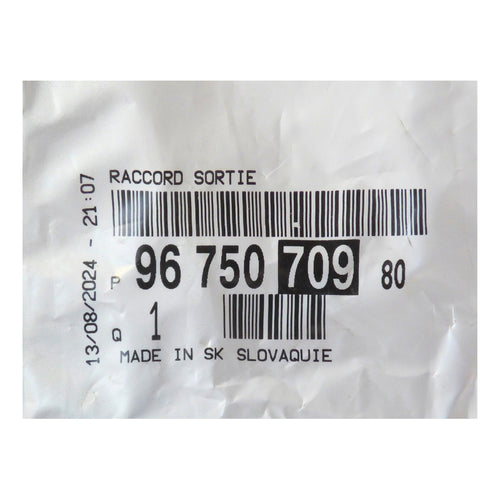 RACCORD SORTIE
P 96 750 709 80
Q 1
MADE IN SK SLOVAQUIE
13/08/2024 - 21:07